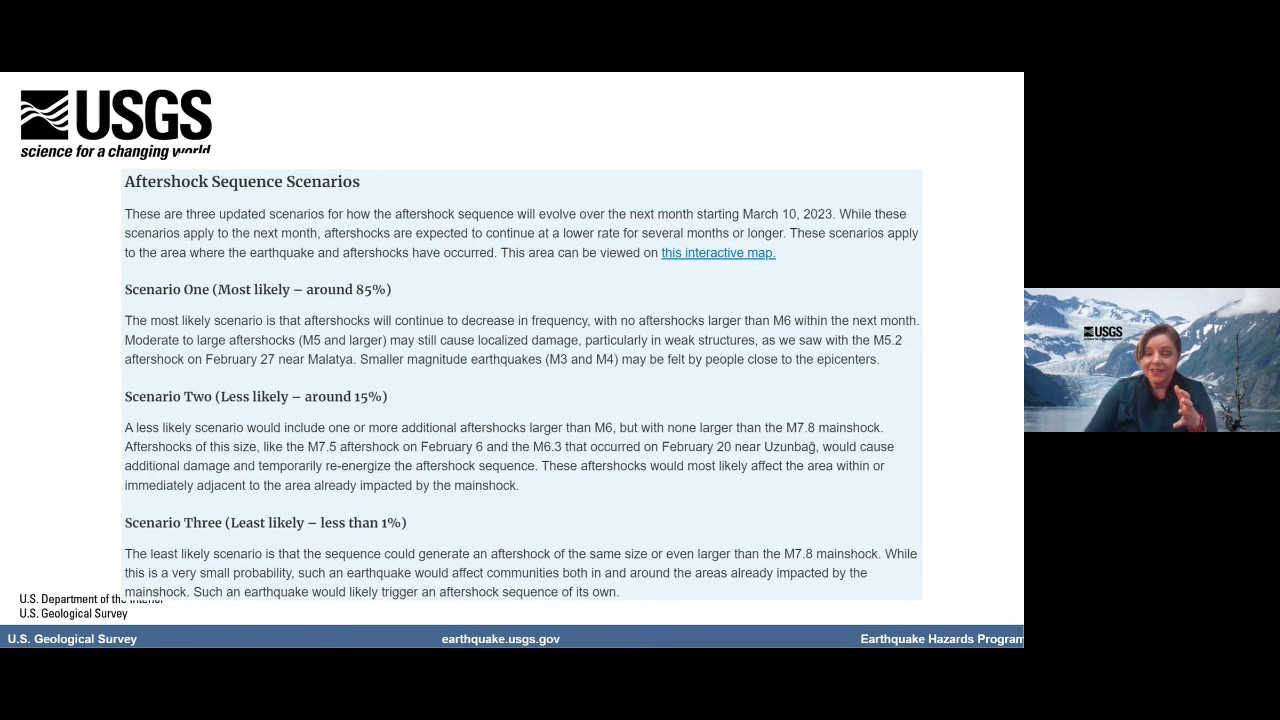 USGS
science for a changing world
Aftershock Sequence Scenarios
These are three updated scenarios for how the aftershock sequence will evolve over the next month starting March 10, 2023. While these
scenarios apply to the next month, aftershocks are expected to continue at a lower rate for several months or longer. These scenarios apply
to the area where the earthquake and aftershocks have occurred. This area can be viewed on this interactive map.
Scenario One (Most likely – around 85%)
The most likely scenario is that aftershocks will continue to decrease in frequency, with no aftershocks larger than M6 within the next month.
Moderate to large aftershocks (M5 and larger) may still cause localized damage, particularly in weak structures, as we saw with the M5.2
aftershock on February 27 near Malatya. Smaller magnitude earthquakes (M3 and M4) may be felt by people close to the epicenters.
Scenario Two (Less likely – around 15%)
A less likely scenario would include one or more additional aftershocks larger than M6, but with none larger than the M7.8 mainshock.
Aftershocks of this size, like the M7.5 aftershock on February 6 and the M6.3 that occurred on February 20 near Uzunbağ, would cause
additional damage and temporarily re-energize the aftershock sequence. These aftershocks would most likely affect the area within or
immediately adjacent to the area already impacted by the mainshock.
Scenario Three (Least likely – less than 1%)
The least likely scenario is that the sequence could generate an aftershock of the same size or even larger than the M7.8 mainshock. While
this is a very small probability, such an earthquake would affect communities both in and around the areas already impacted by the
mainshock. Such an earthquake would likely trigger an aftershock sequence of its own.
U.S. Department of the Interior
U.S. Geological Survey
U.S. Geological Survey
earthquake.usgs.gov
Earthquake Hazards Program
USGS